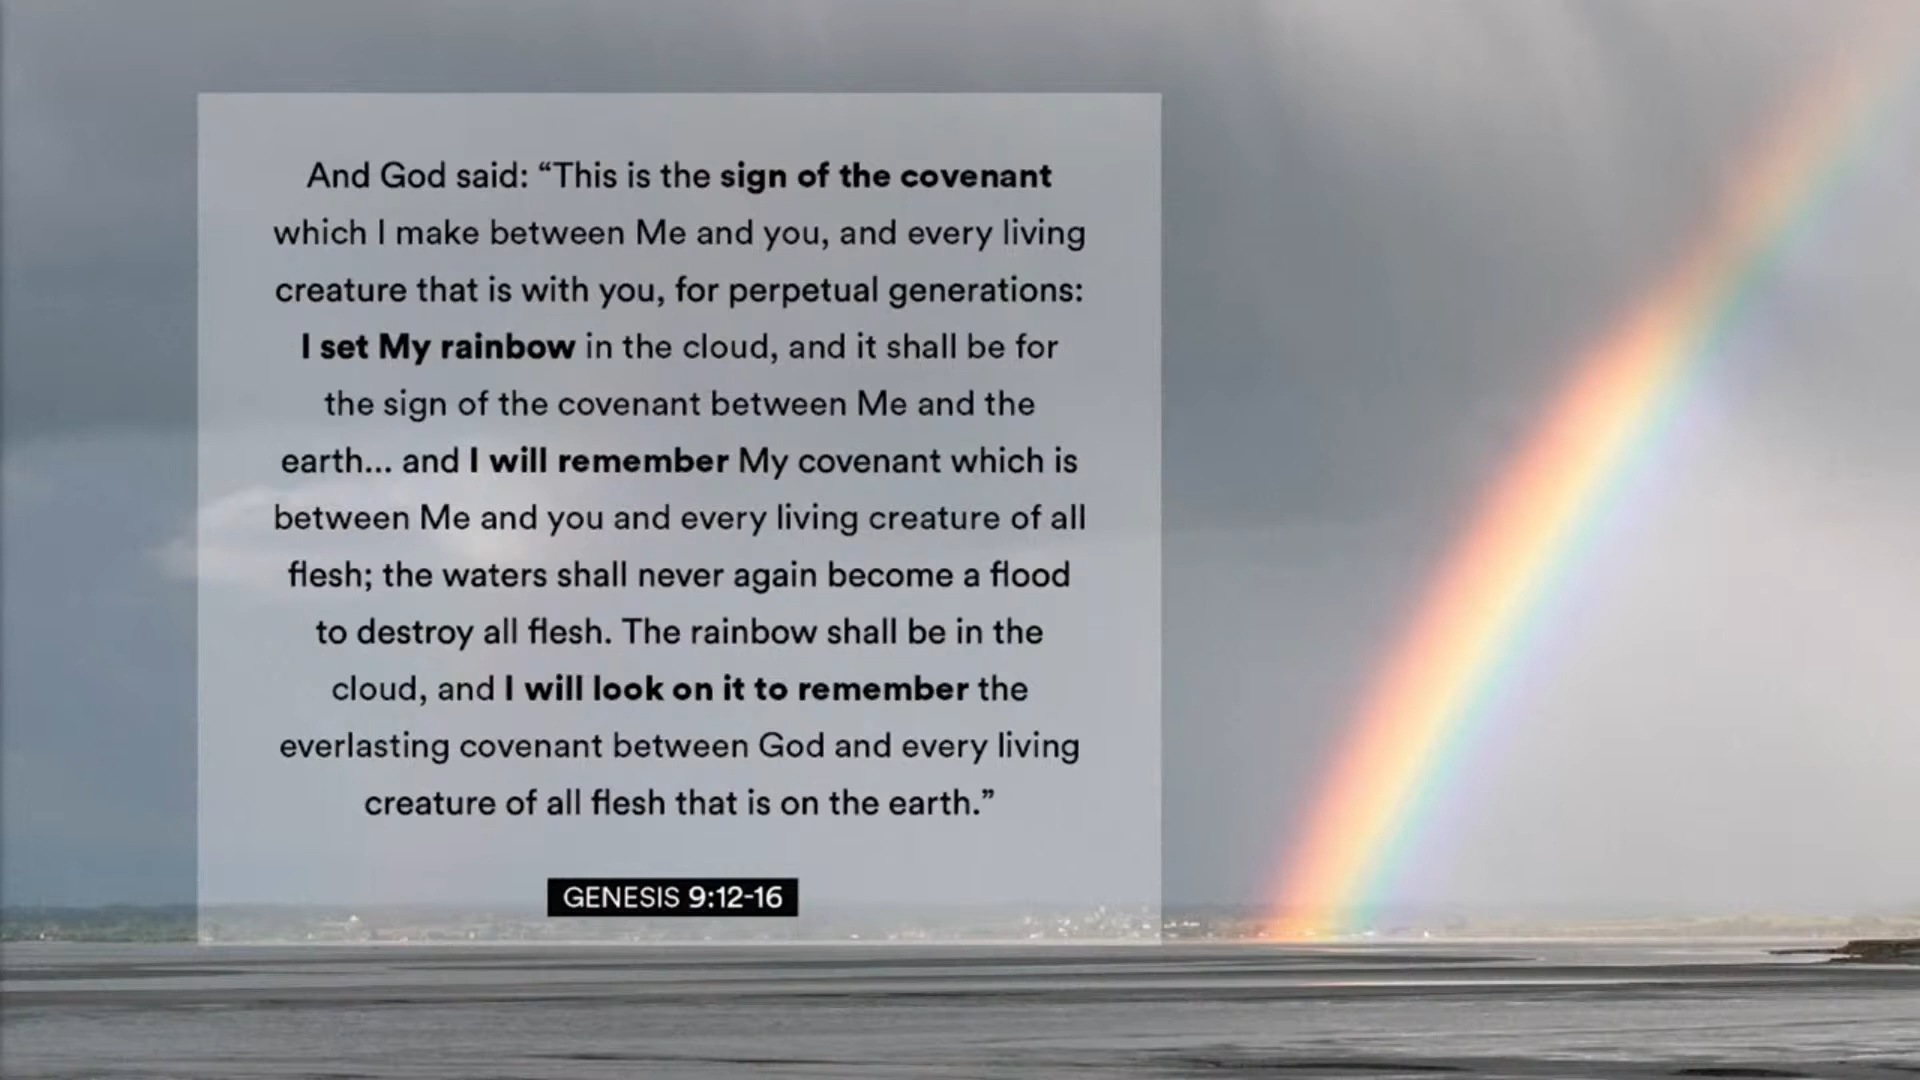 And God said: “This is the sign of the covenant
which I make between Me and you, and every living
creature that is with you, for perpetual generations:
I set My rainbow in the cloud, and it shall be for
the sign of the covenant between Me and the
earth... and I will remember My covenant which is
between Me and you and every living creature of all
flesh; the waters shall never again become a flood
to destroy all flesh. The rainbow shall be in the
cloud, and I will look on it to remember the
everlasting covenant between God and every living
creature of all flesh that is on the earth.”
GENESIS 9:12-16